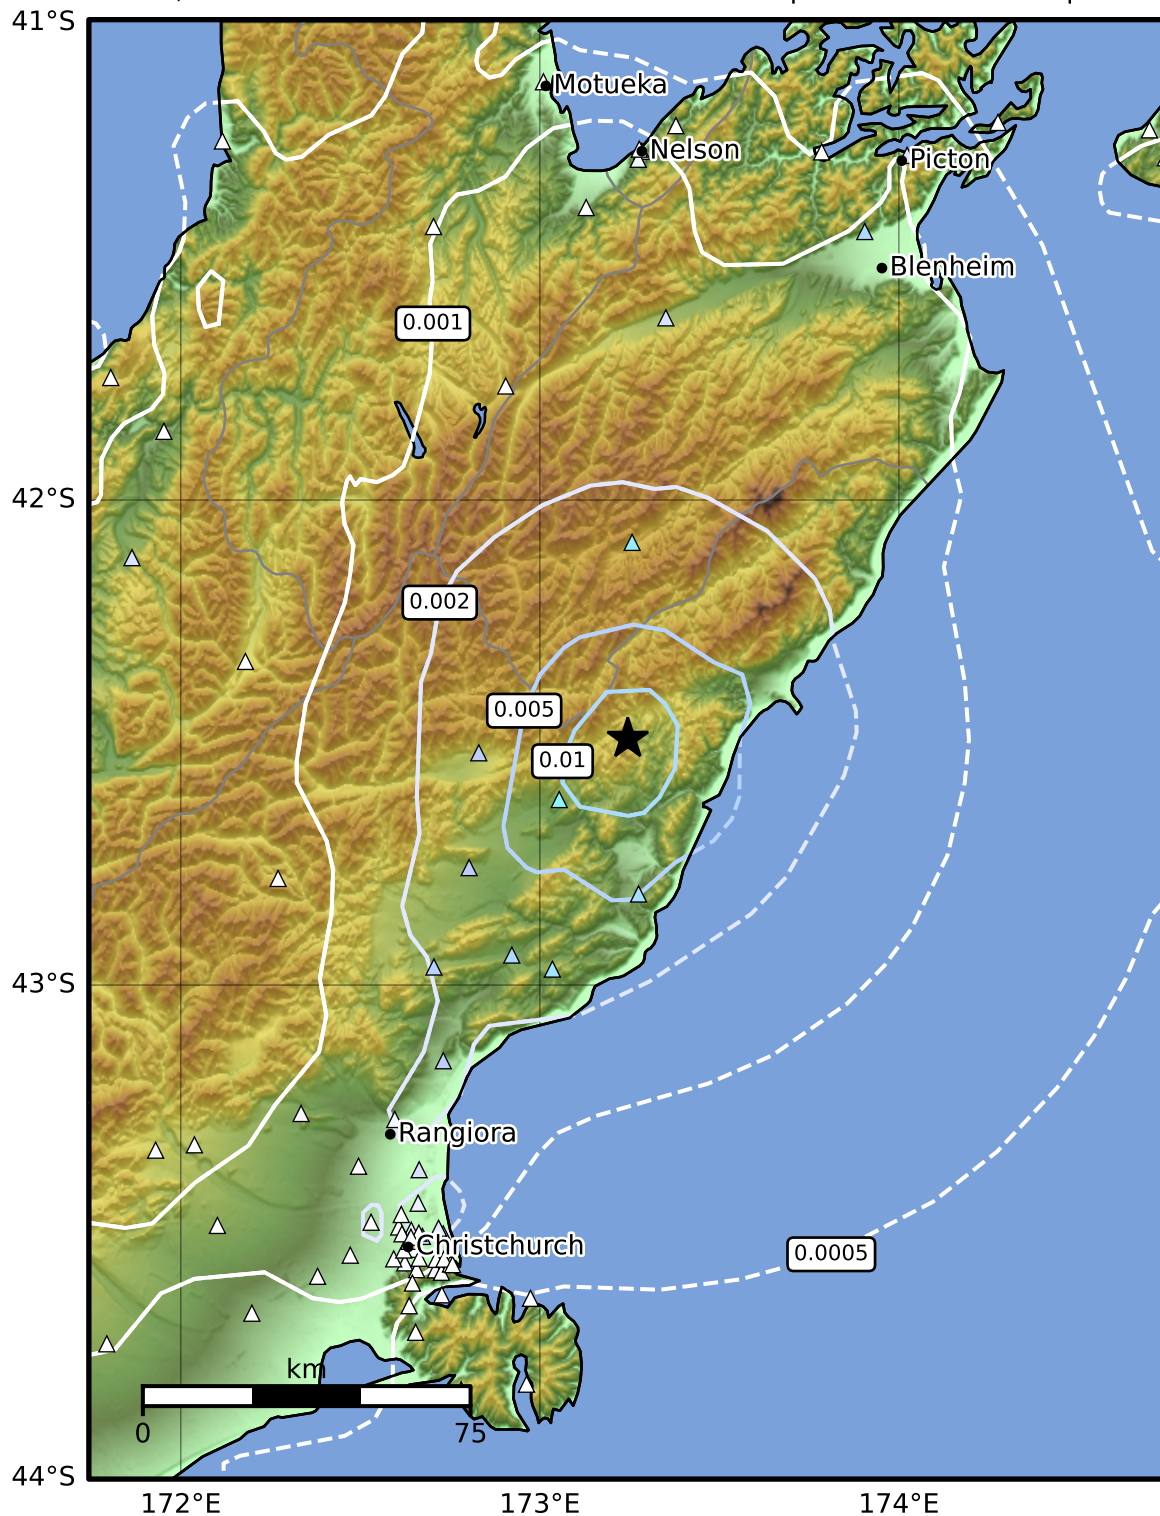 41°S
Motueka
Nelson
Picton
Blenheim
0.001
42°S
0.002
0.005
0.01
43°S
Rangiora
Christchurch
0.0005
km
0
75
44°S
172°E
173°E
174°E